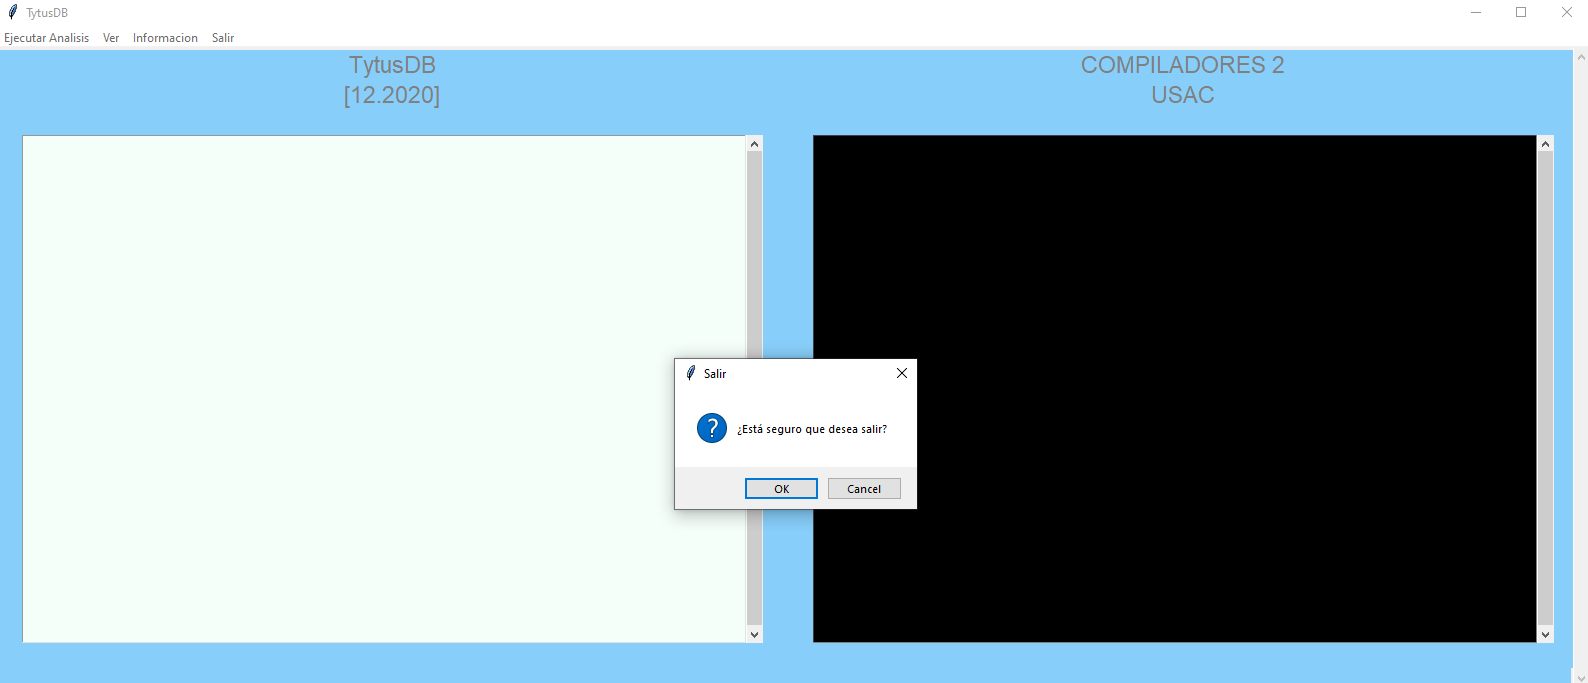 TytusDB
Ejecutar Analisis Ver Informacion Salir
TytusDB
[12.2020]
COMPILADORES 2
USAC
Salir
¿Está seguro que desea salir?
OK Cancel